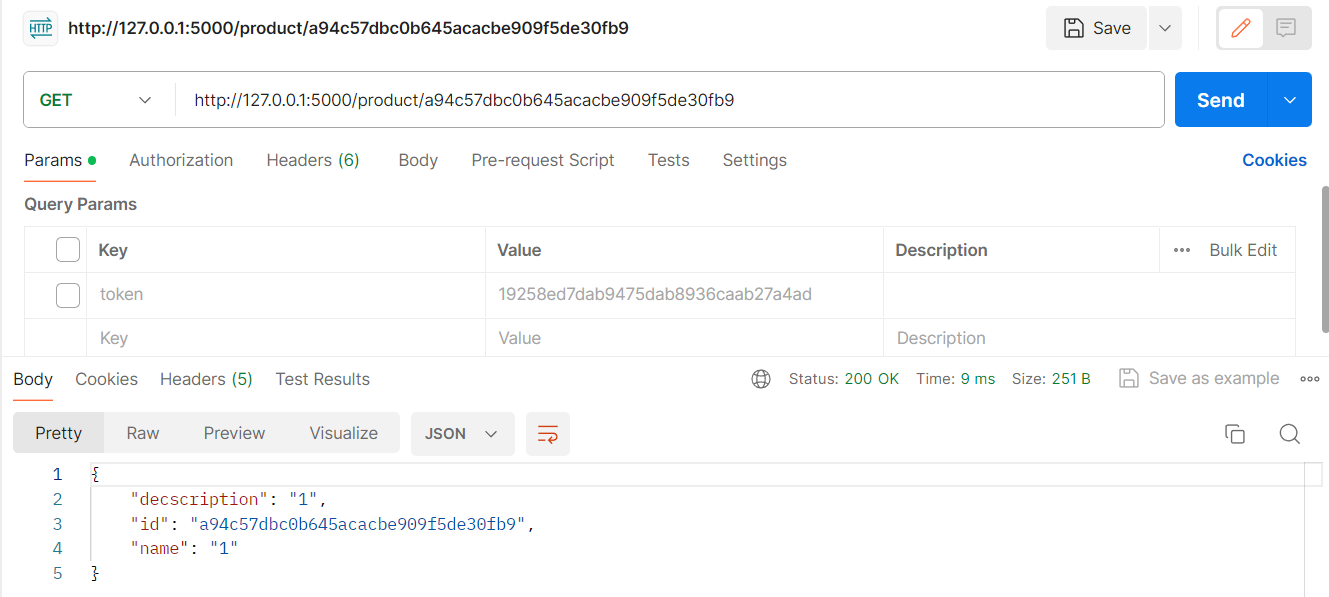 HTTP http://127.0.0.1:5000/product/a94c57dbc0b645acacbe909f5de30fb9 Save
GET http://127.0.0.1:5000/product/a94c57dbc0b645acacbe909f5de30fb9 Send
Params Authorization Headers (6) Body Pre-request Script Tests Settings Cookies
Query Params
Key Value Description Bulk Edit
token 19258ed7dab9475dab8936caab27a4ad
Key Value Description
Body Cookies Headers (5) Test Results Status: 200 OK Time: 9 ms Size: 251 B Save as example
Pretty Raw Preview Visualize JSON
1 {
2 "decscription": "1",
3 "id": "a94c57dbc0b645acacbe909f5de30fb9",
4 "name": "1"
5 }